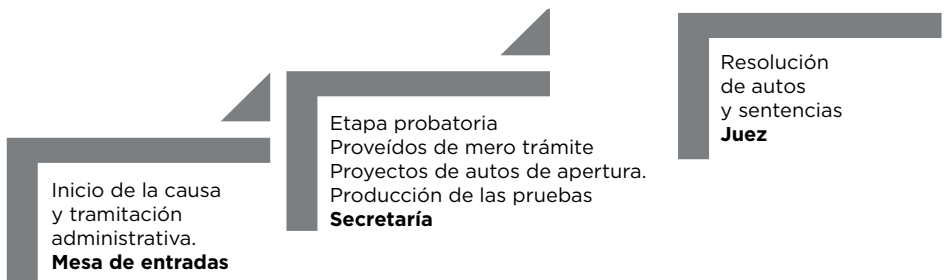 Inicio de la causa
y tramitación
administrativa.
Mesa de entradas
Etapa probatoria
Proveídos de mero trámite
Proyectos de autos de apertura.
Producción de las pruebas
Secretaría
Resolución
de autos
y sentencias
Juez